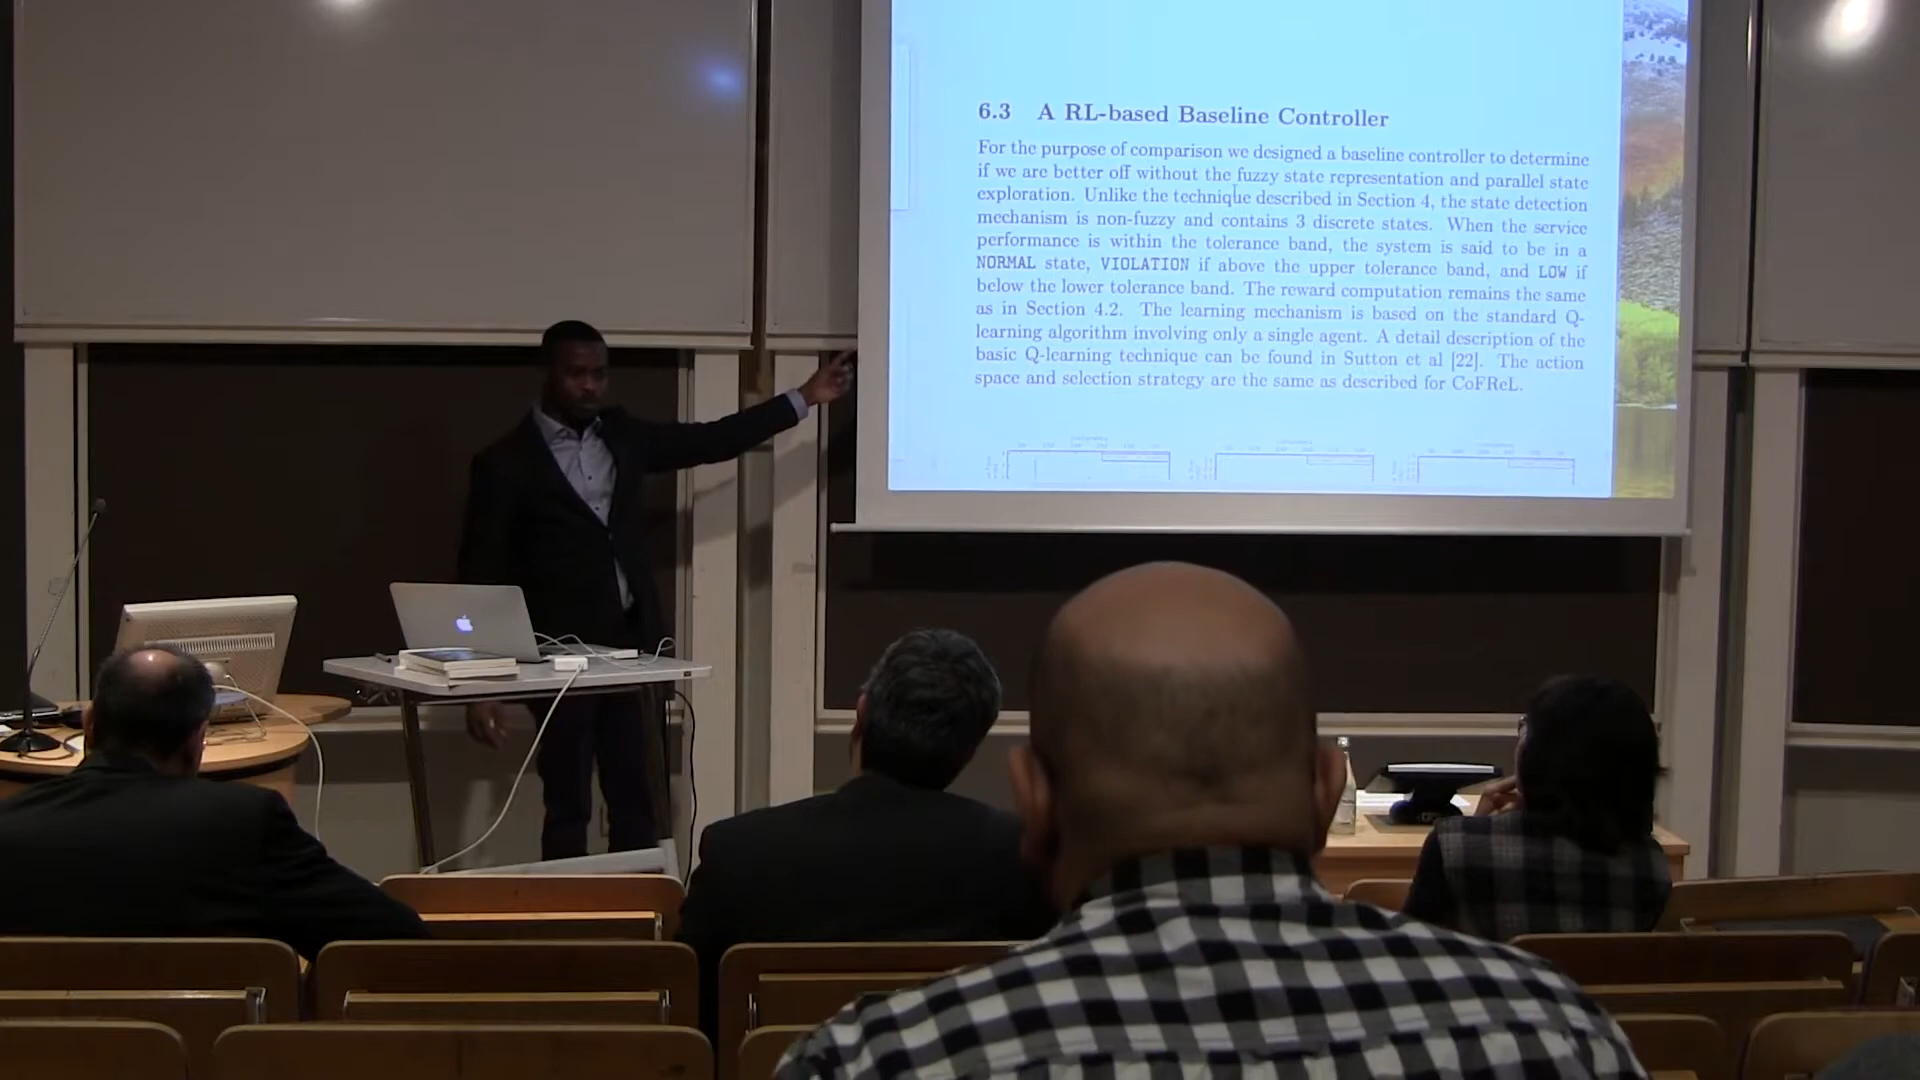 6.3 A RL-based Baseline Controller
For the purpose of comparison we designed a baseline controller to determine
if we are better off without the fuzzy state representation and parallel state
exploration. Unlike the technique described in Section 4, the state detection
mechanism is non-fuzzy and contains 3 discrete states. When the service
performance is within the tolerance band, the system is said to be in a
NORMAL state, VIOLATION if above the upper tolerance band, and LOW if
below the lower tolerance band. The reward computation remains the same
as in Section 4.2. The learning mechanism is based on the standard Q-
learning algorithm involving only a single agent. A detail description of the
basic Q-learning technique can be found in Sutton et al [22]. The action
space and selection strategy are the same as described for CoFReL.